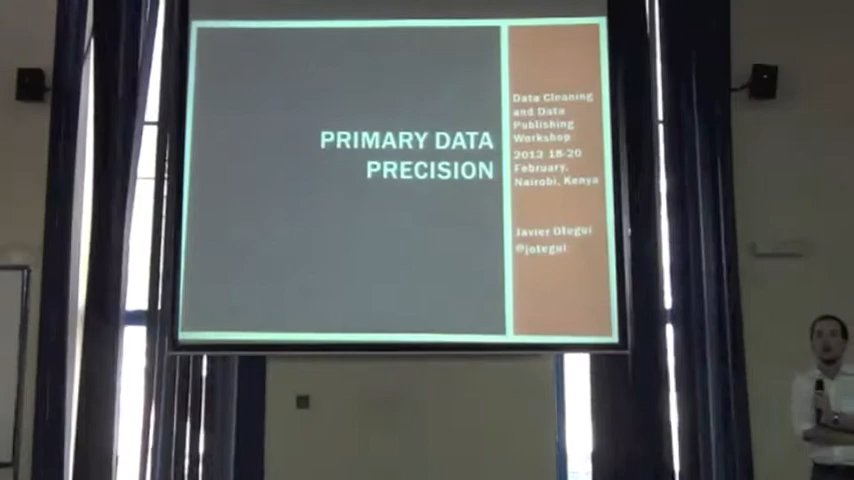 PRIMARY DATA
PRECISION
Data Cleaning
and Data
Publishing
Workshop
2013 18-20
February,
Nairobi, Kenya
Javier Otegui
@jotegui